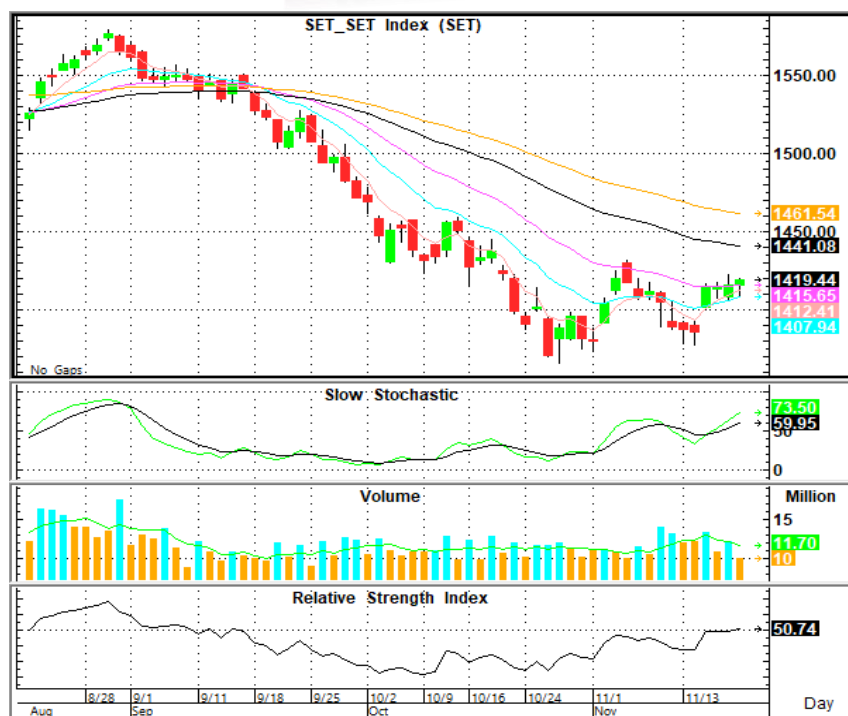 SET_SET Index (SET)
1550.00
1500.00
1461.54
1450.00
1441.08
1419.44
1415.65
1412.41
1407.94
No Gaps
Slow Stochastic
73.50
59.95
50
0
Volume
Million
15
11.70
10
Relative Strength Index
50.74
8/28 9/1 9/11 9/18 9/25 10/2 10/9 10/16 10/24 11/1 11/13
Aug Sep Oct Nov Day